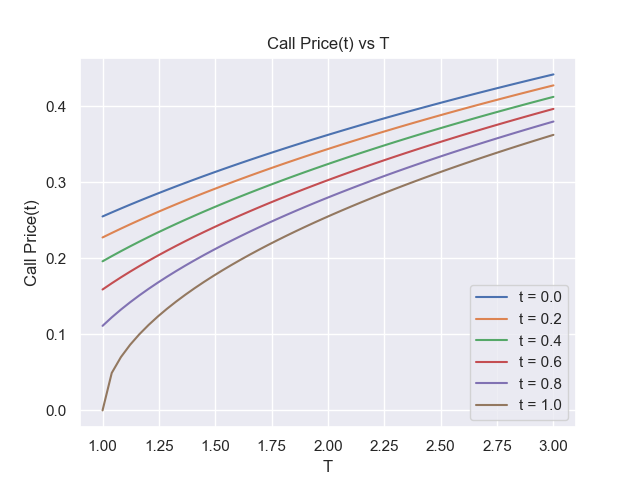 Call Price(t) vs T
Call Price(t)
0.4
0.3
0.2
0.1
0.0
t = 0.0
t = 0.2
t = 0.4
t = 0.6
t = 0.8
t = 1.0
1.00 1.25 1.50 1.75 2.00 2.25 2.50 2.75 3.00
T